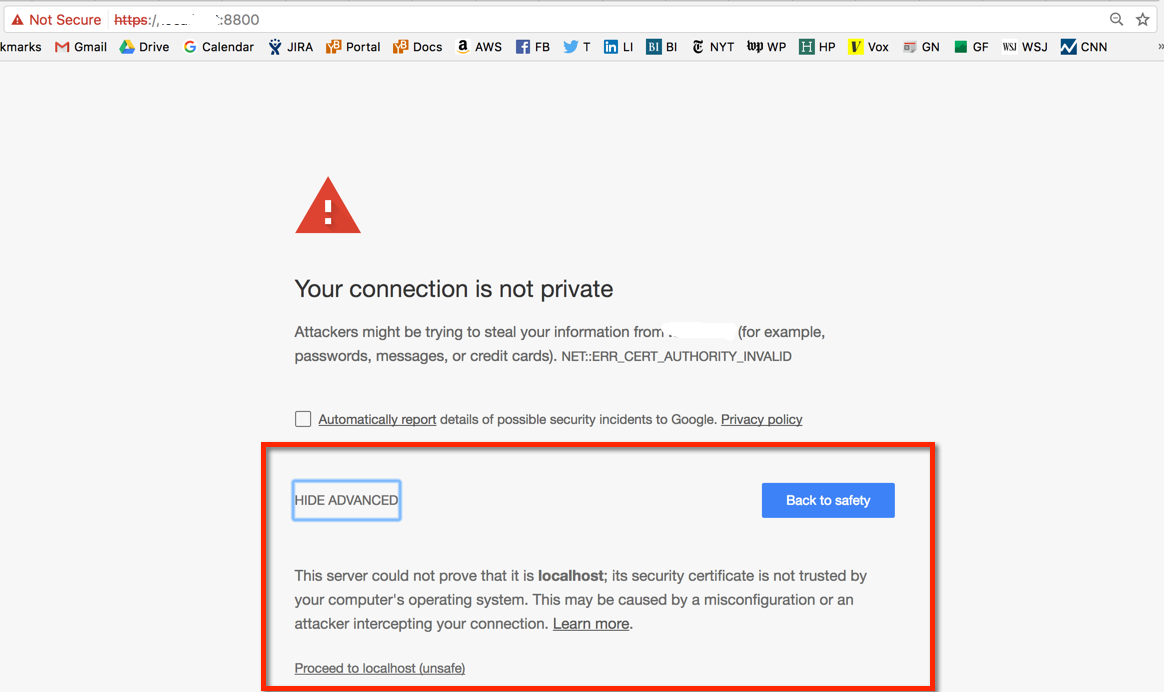 Not Secure https:/ :8800
kmarks Gmail Drive Calendar JIRA Portal Docs AWS FB T LI BI NYT WP HP Vox GN GF WSJ CNN »
Your connection is not private
Attackers might be trying to steal your information from (for example,
passwords, messages, or credit cards). NET::ERR_CERT_AUTHORITY_INVALID
Automatically report details of possible security incidents to Google. Privacy policy
HIDE ADVANCED Back to safety
This server could not prove that it is localhost; its security certificate is not trusted by
your computer's operating system. This may be caused by a misconfiguration or an
attacker intercepting your connection. Learn more.
Proceed to localhost (unsafe)